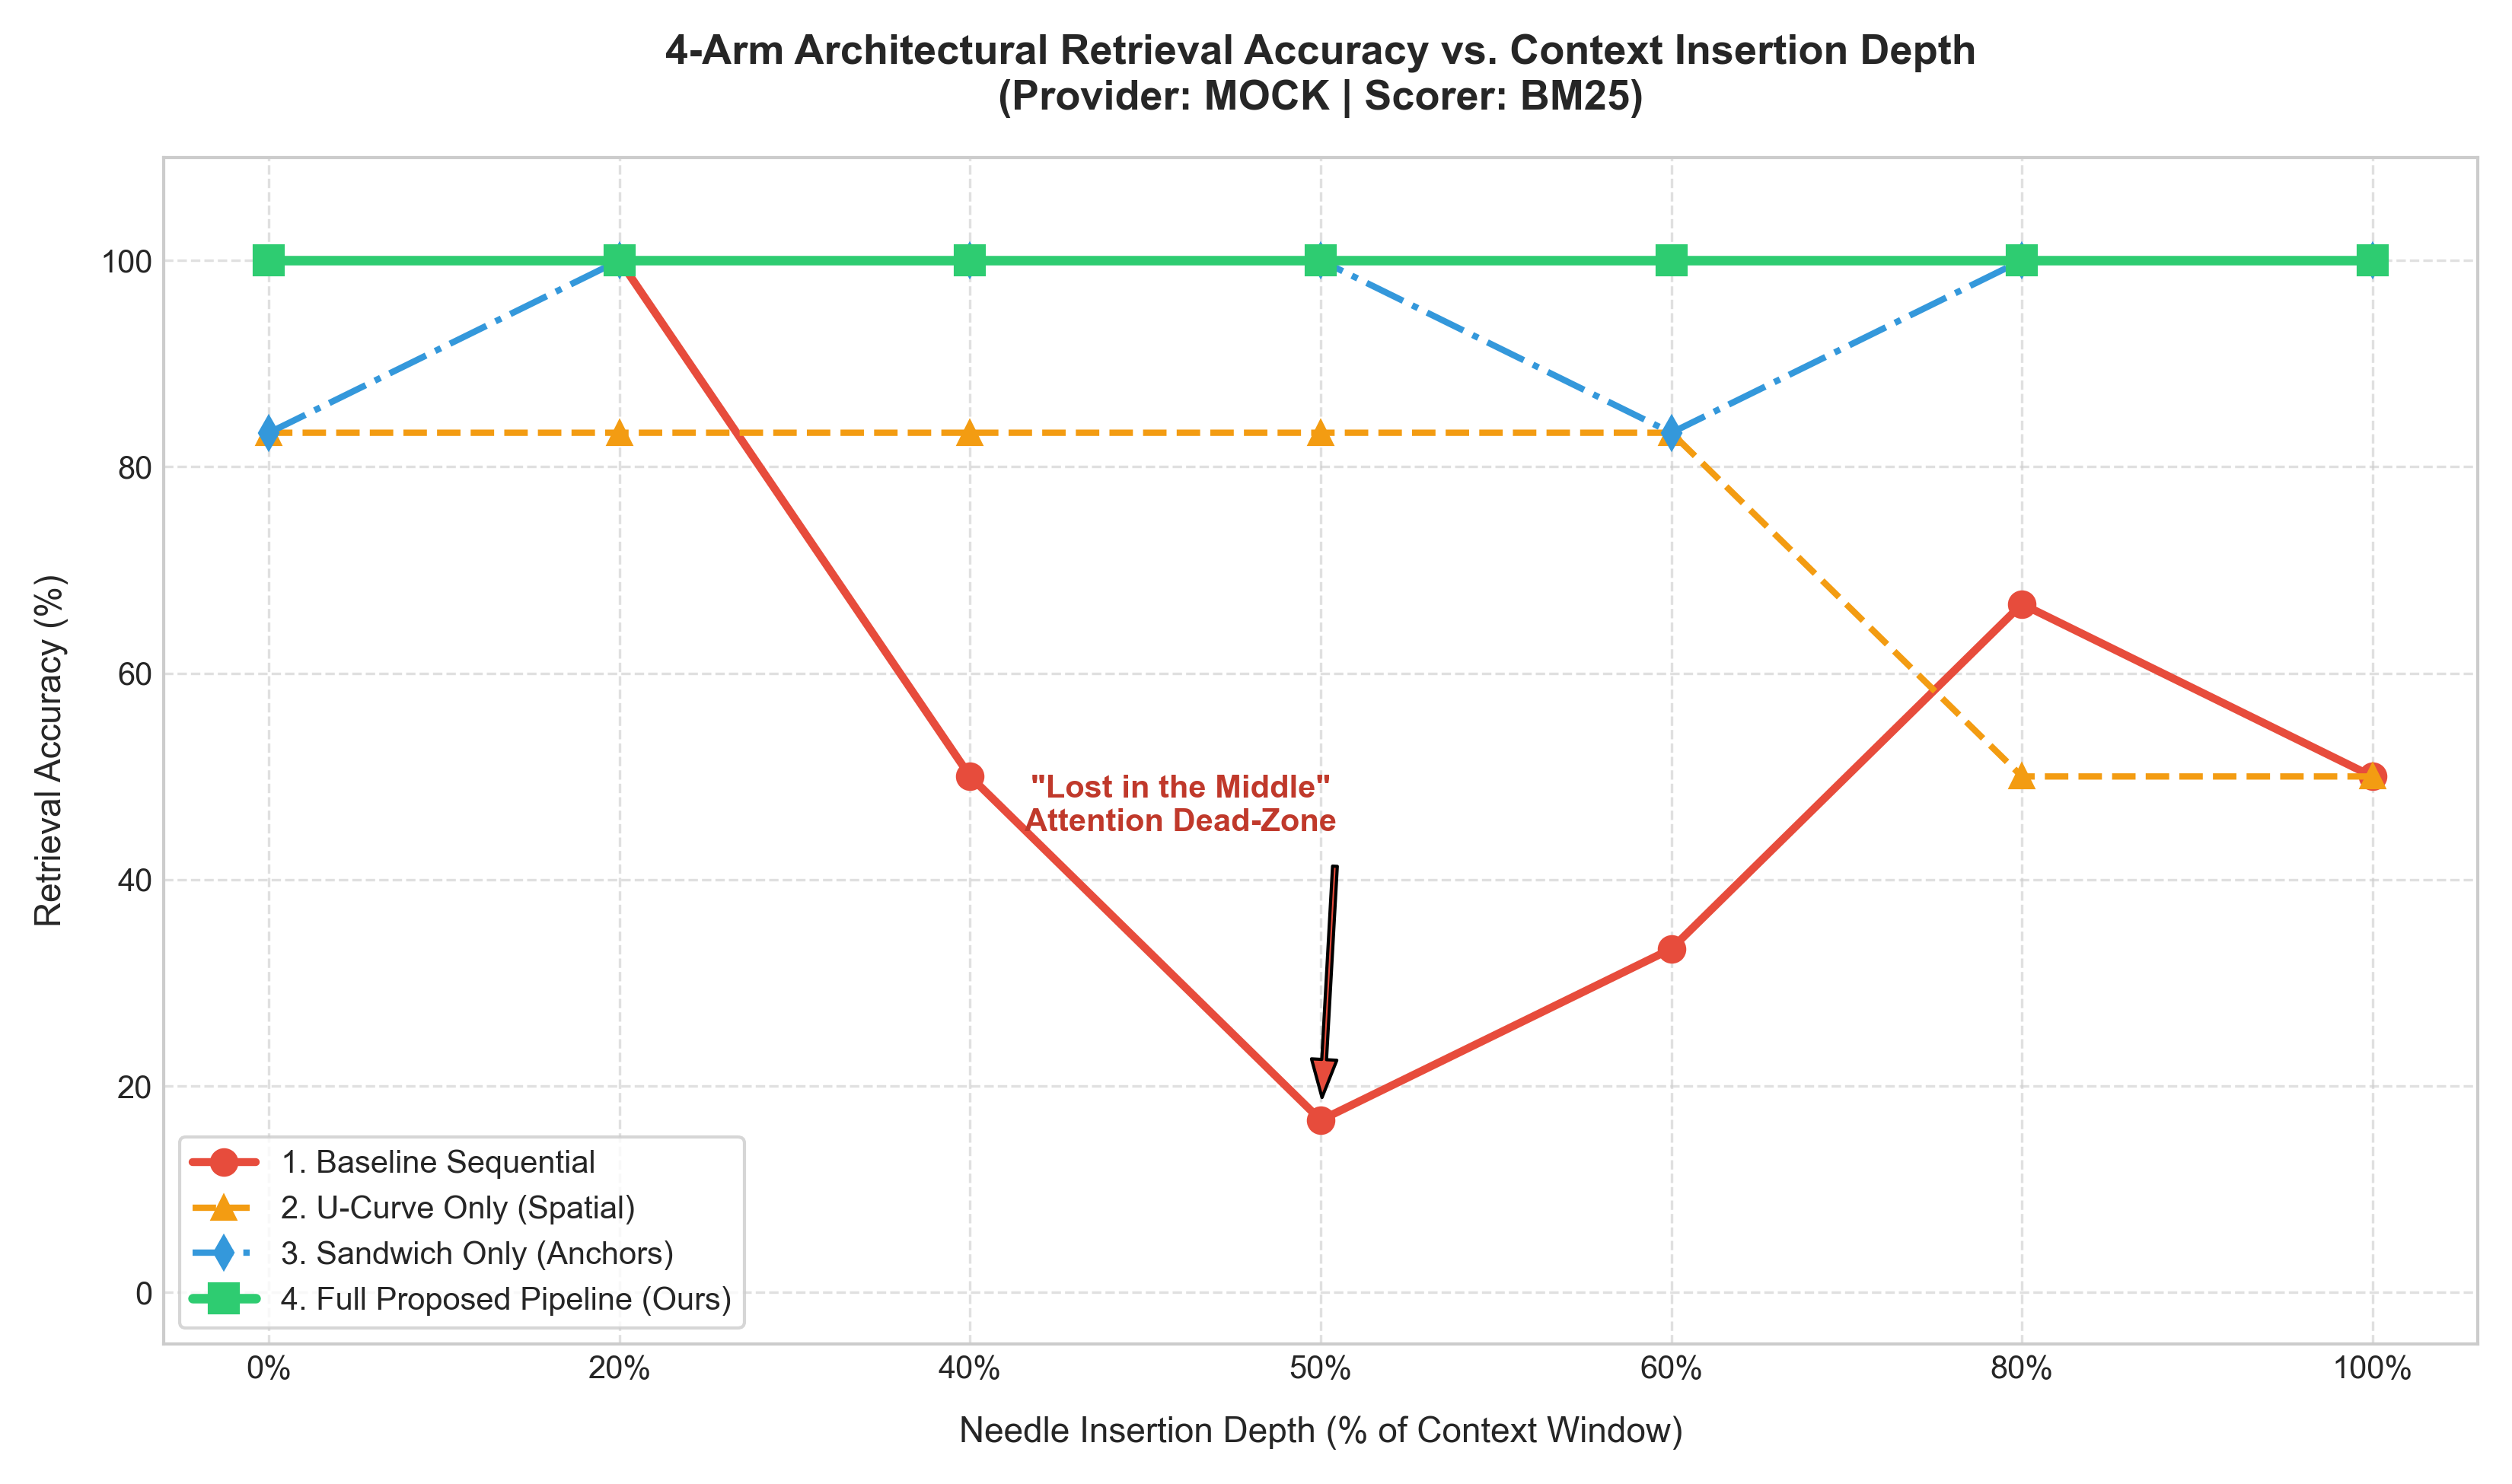 4-Arm Architectural Retrieval Accuracy vs. Context Insertion Depth
(Provider: MOCK | Scorer: BM25)
Retrieval Accuracy (%)
100
80
60
40
20
0
"Lost in the Middle"
Attention Dead-Zone
1. Baseline Sequential
2. U-Curve Only (Spatial)
3. Sandwich Only (Anchors)
4. Full Proposed Pipeline (Ours)
0% 20% 40% 50% 60% 80% 100%
Needle Insertion Depth (% of Context Window)